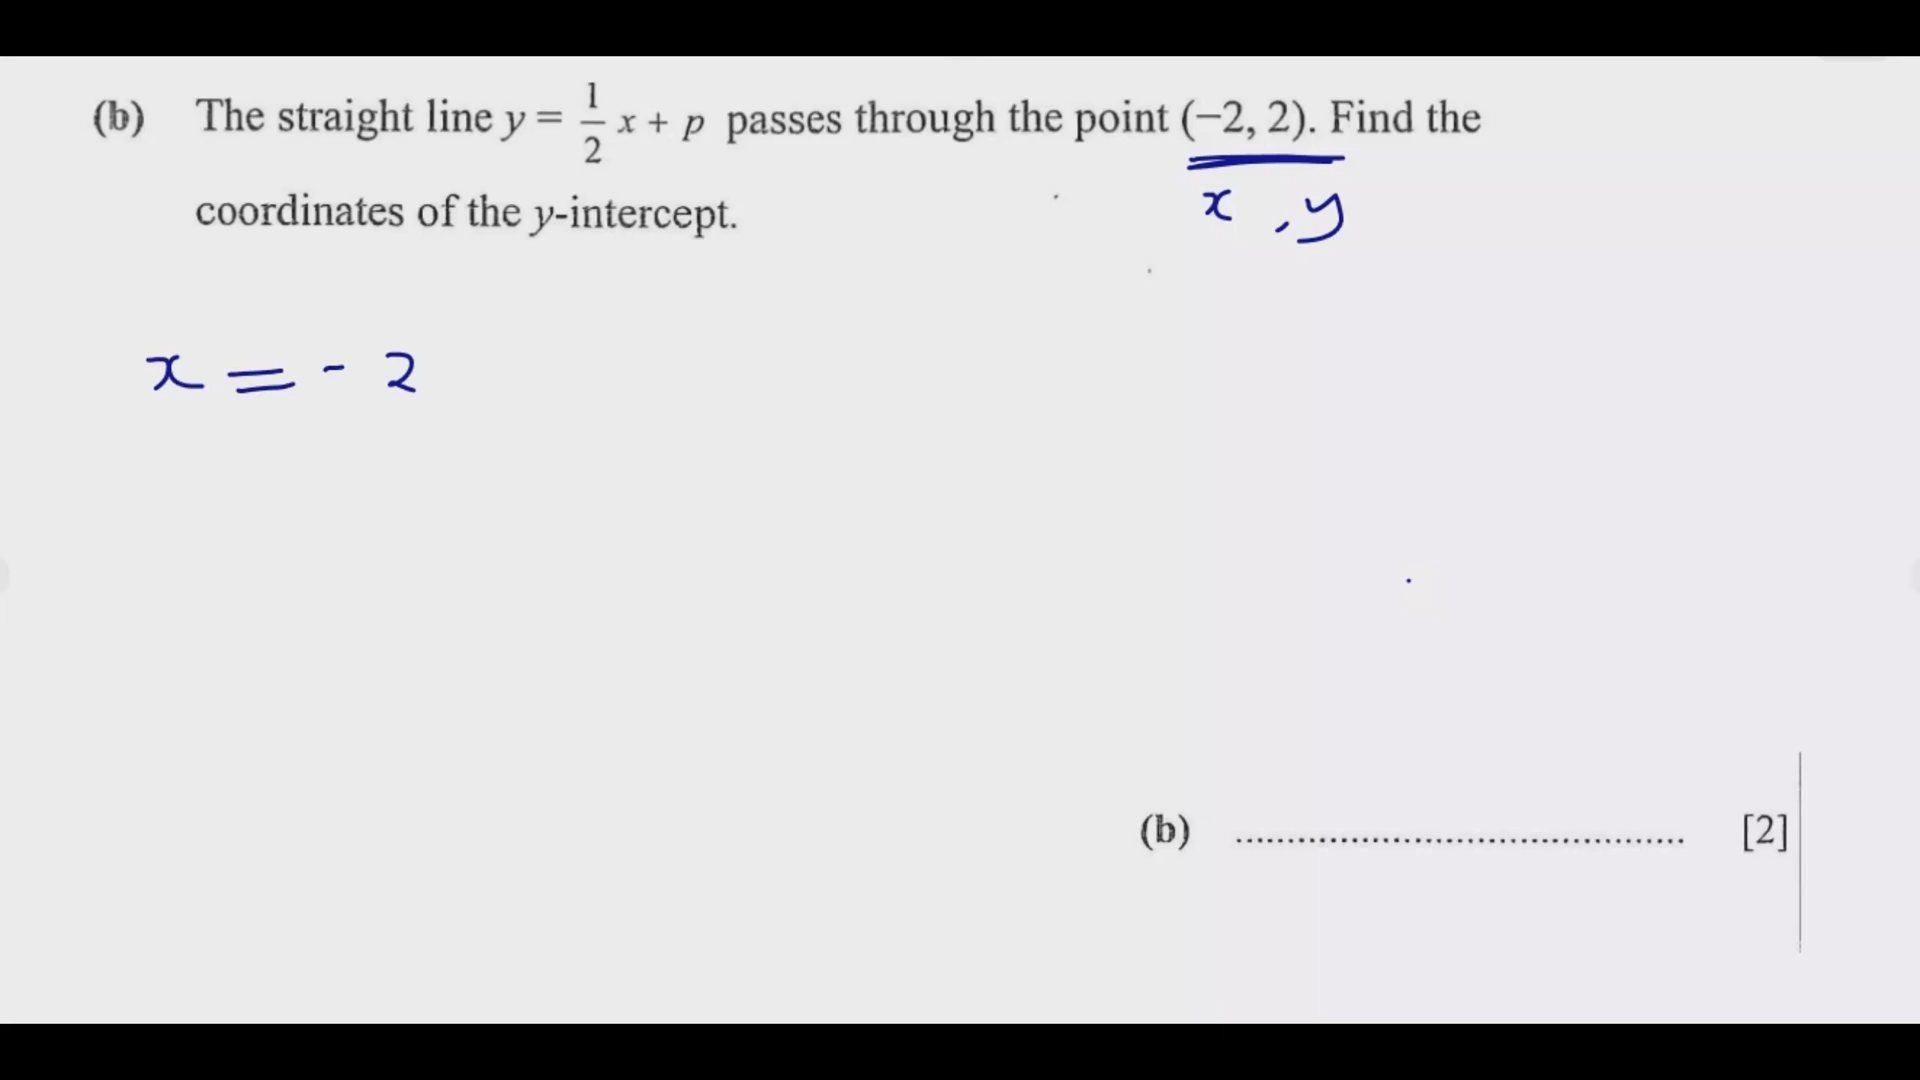 (b) The straight line y = 1/2 x + p passes through the point (−2, 2). Find the
x , y
coordinates of the y-intercept.
x = - 2
(b) ............................................ [2]